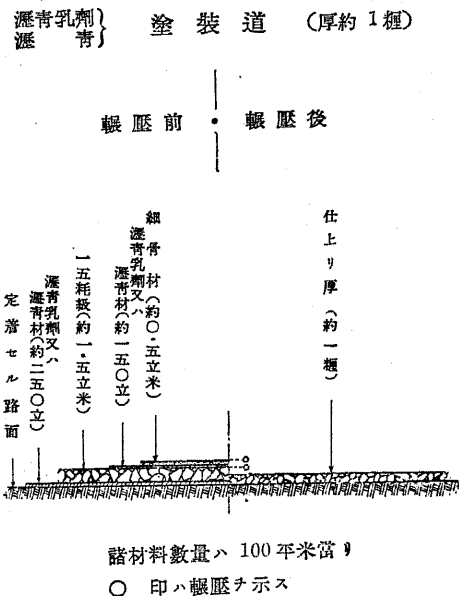 瀝青乳劑
瀝青
塗裝道 (厚約1糎)
輾壓前・輾壓後
仕上リ厚(約一糎)
細骨材(約〇・五立米)
瀝青乳劑又ハ
瀝青材(約一五〇立)
一五粍級(約一・五立米)
瀝青乳劑又ハ
瀝青材(約二五〇立)
定着セル路面
諸材料數量ハ 100平米當リ
○ 印ハ輾壓ヲ示ス